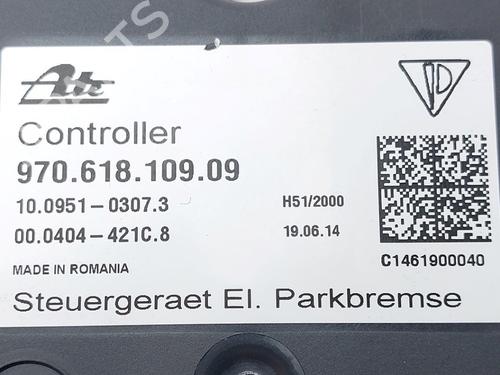 Ate
Controller
970.618.109.09
10.0951-0307.3 H51/2000
00.0404-421C.8 19.06.14
MADE IN ROMANIA C1461900040
Steuergeraet El. Parkbremse